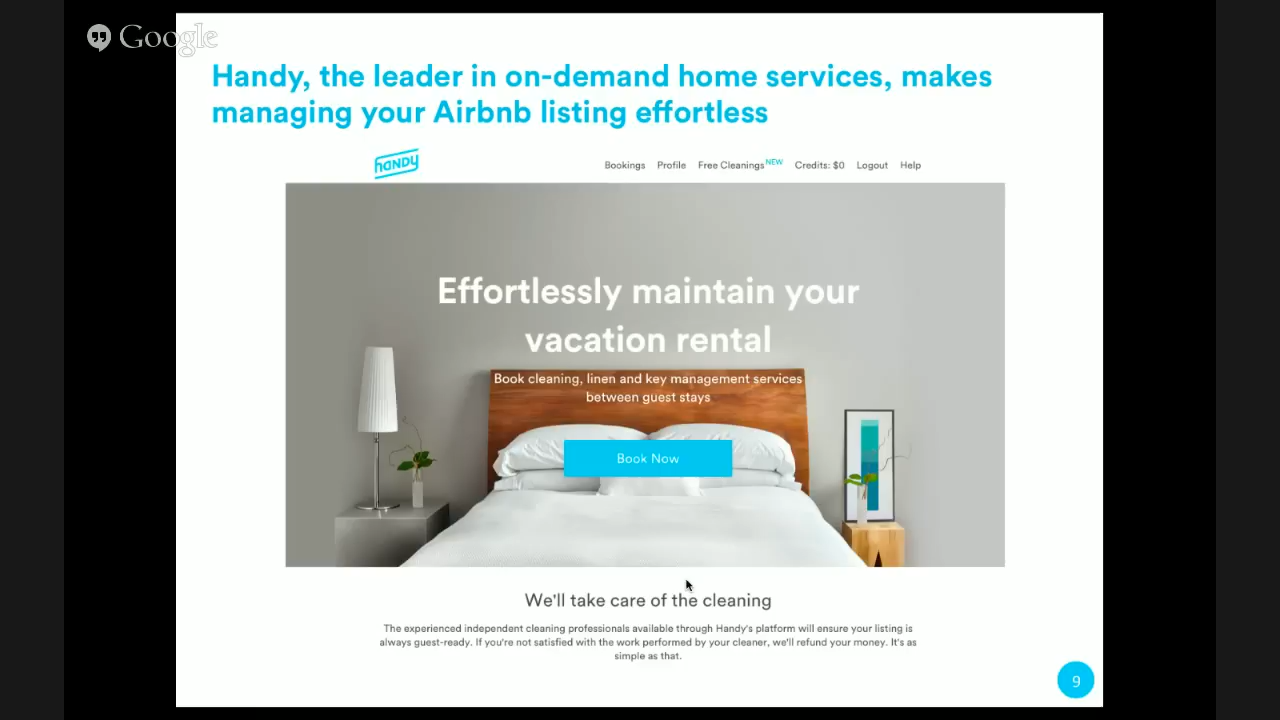 Google
Handy, the leader in on-demand home services, makes
managing your Airbnb listing effortless
HANDY
Bookings Profile Free Cleanings NEW Credits: $0 Logout Help
Effortlessly maintain your
vacation rental
Book cleaning, linen and key management services
between guest stays
Book Now
We'll take care of the cleaning
The experienced independent cleaning professionals available through Handy's platform will ensure your listing is
always guest-ready. If you're not satisfied with the work performed by your cleaner, we'll refund your money. It's as
simple as that.
9